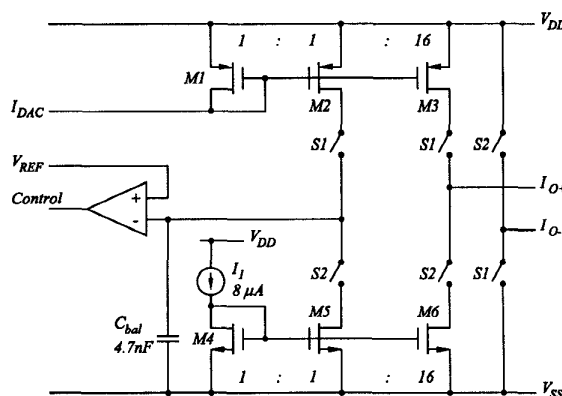 1 : 1 : 16
V_DD
M1
M2
M3
I_DAC
S1
S1
S2
V_REF
+
I_O+
Control
-
I_O-
V_DD
S2
S2
S1
I_1
8 μA
C_bal
4.7nF
M4
M5
M6
1 : 1 : 16
V_SS